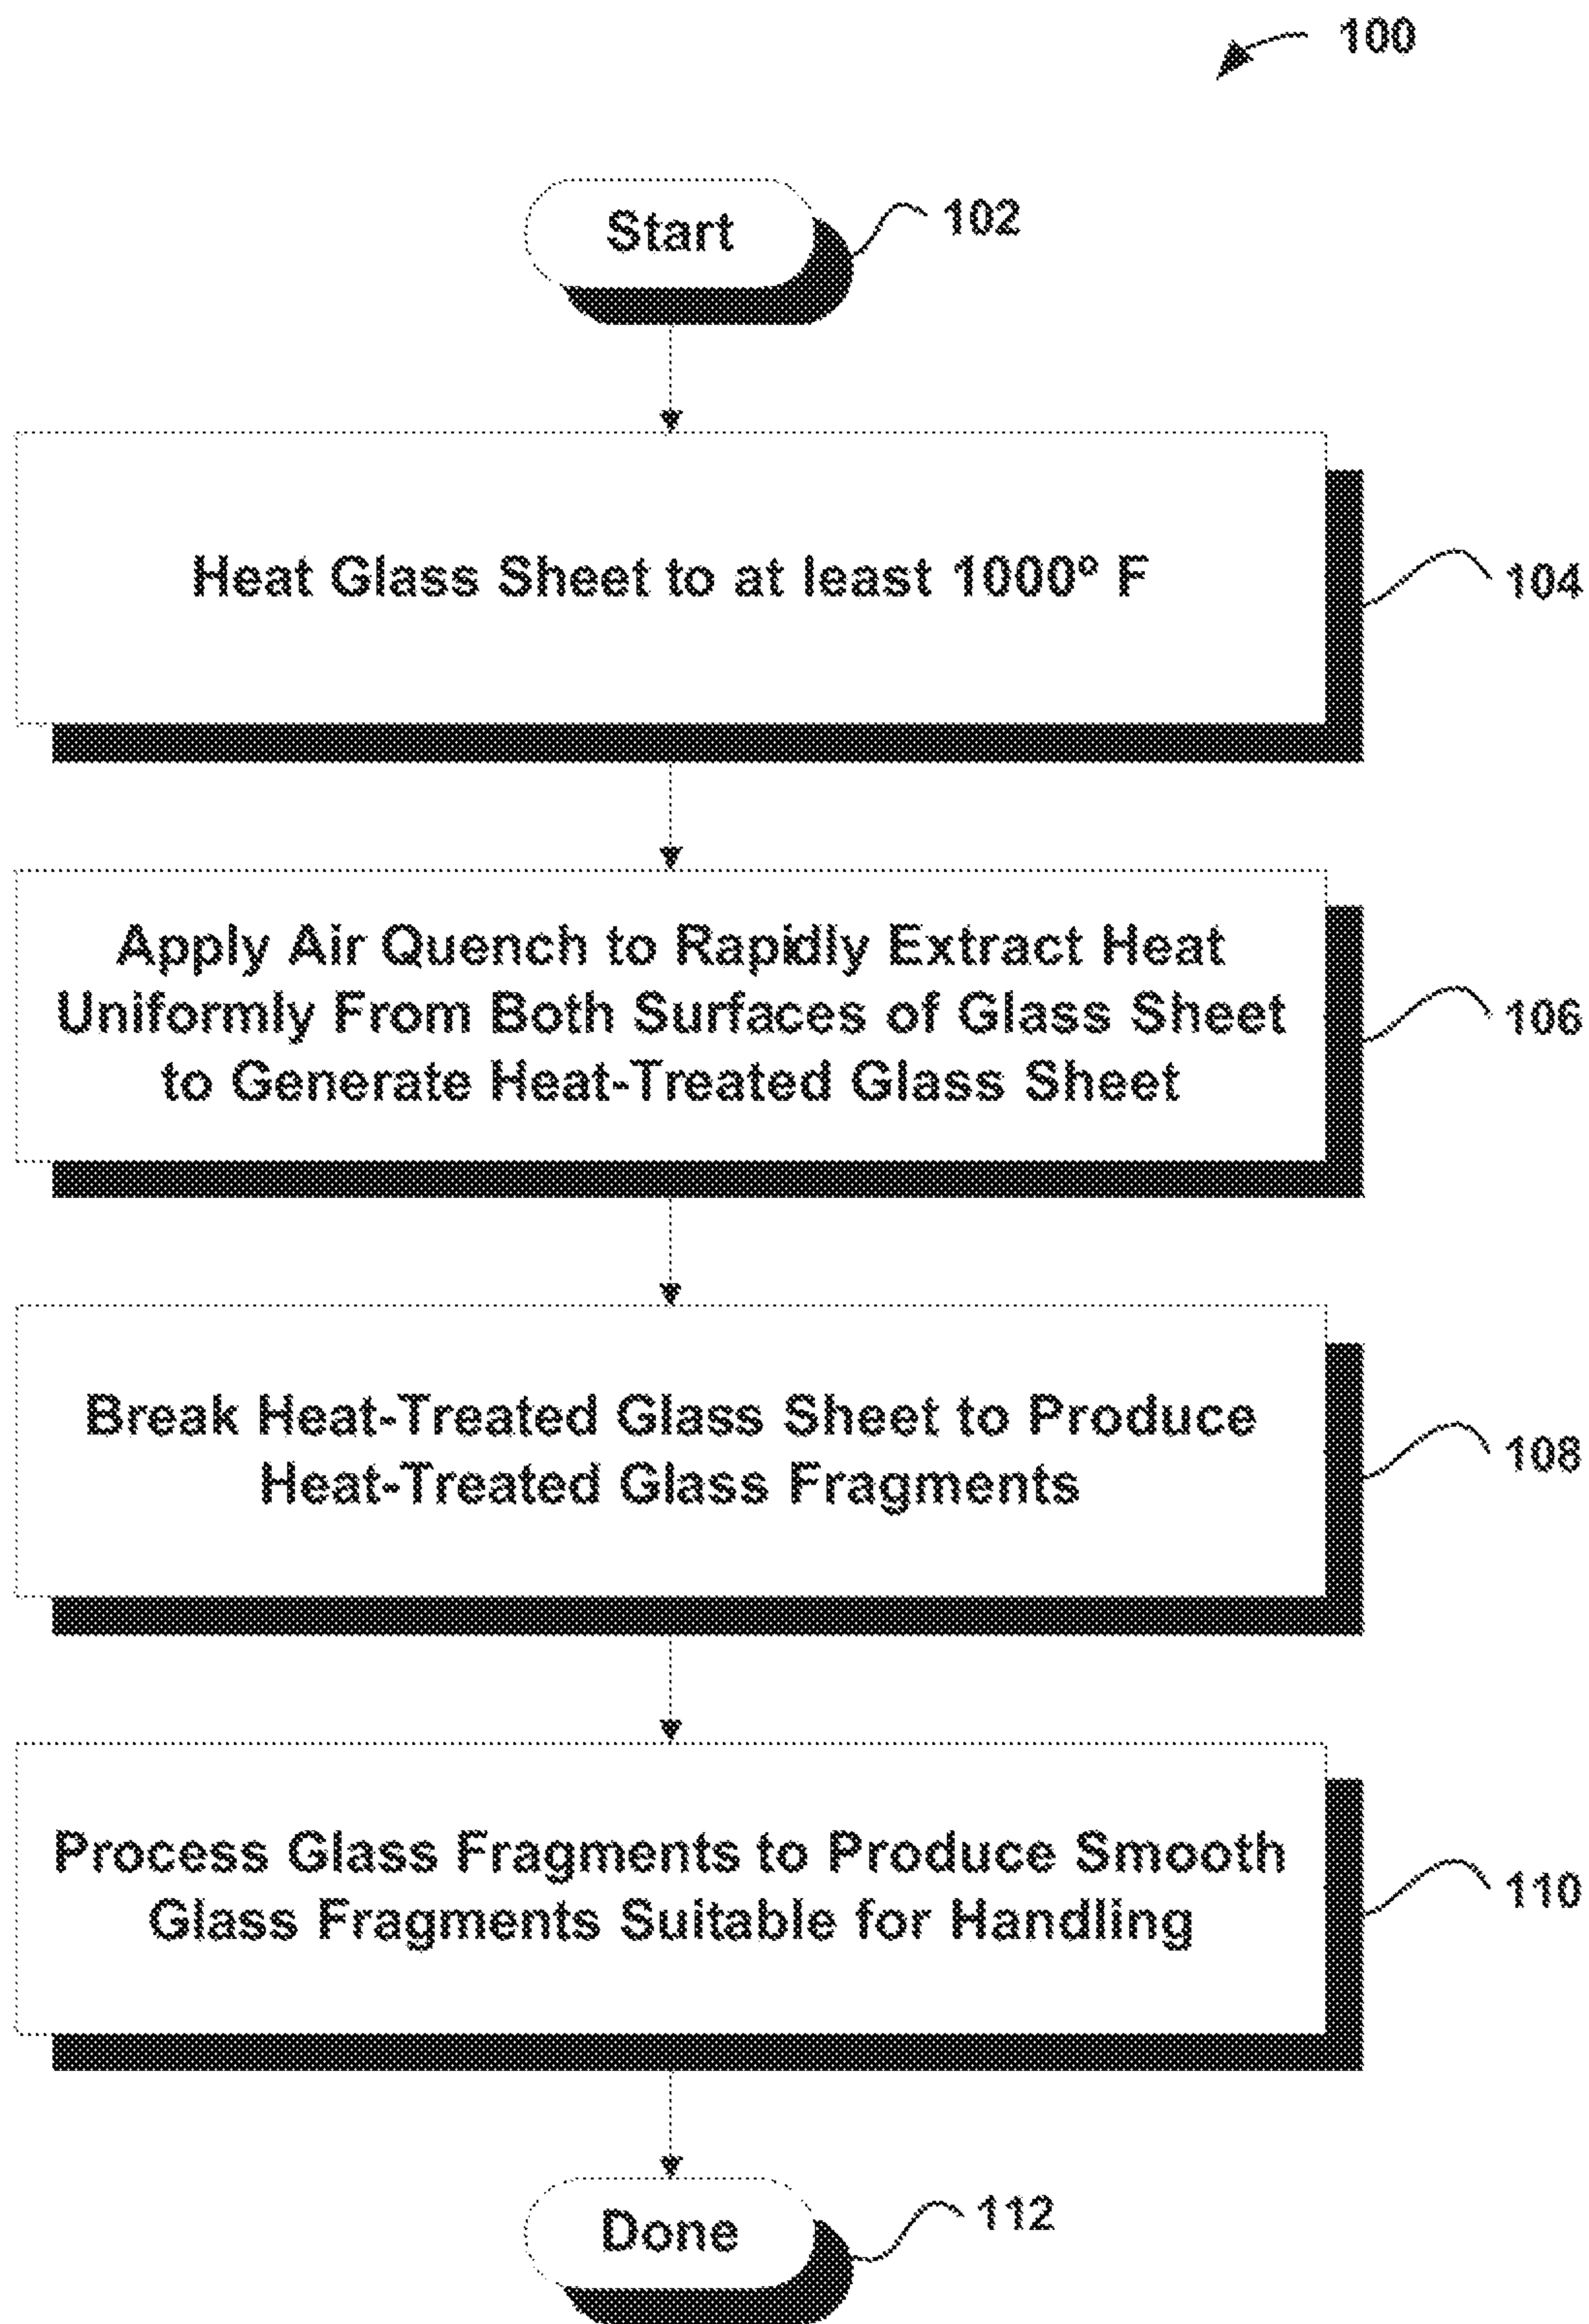 100
Start
102
Heat Glass Sheet to at least 1000º F
104
Apply Air Quench to Rapidly Extract Heat
Uniformly From Both Surfaces of Glass Sheet
to Generate Heat-Treated Glass Sheet
106
Break Heat-Treated Glass Sheet to Produce
Heat-Treated Glass Fragments
108
Process Glass Fragments to Produce Smooth
Glass Fragments Suitable for Handling
110
Done
112